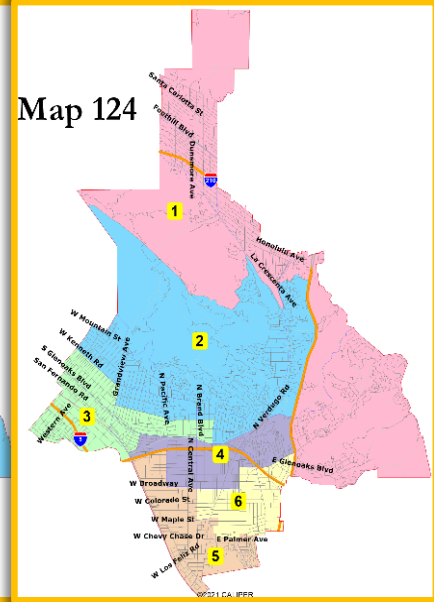 Map 124
Santa Carlotta St
Foothill Blvd
Dunsmore Ave
210
1
Honolulu Ave
La Crescenta Ave
W Mountain St
W Kenneth Rd
Grandview Ave
S Glenoaks Blvd
San Fernando Rd
Western Ave
2
N Pacific Ave
N Brand Blvd
N Verdugo Rd
3
5
N Central Ave
4
E Glenoaks Blvd
W Broadway
W Colorado St
6
W Maple St
W Chevy Chase Dr
E Palmer Ave
5
W Los Feliz Rd
©2021 CALIPER